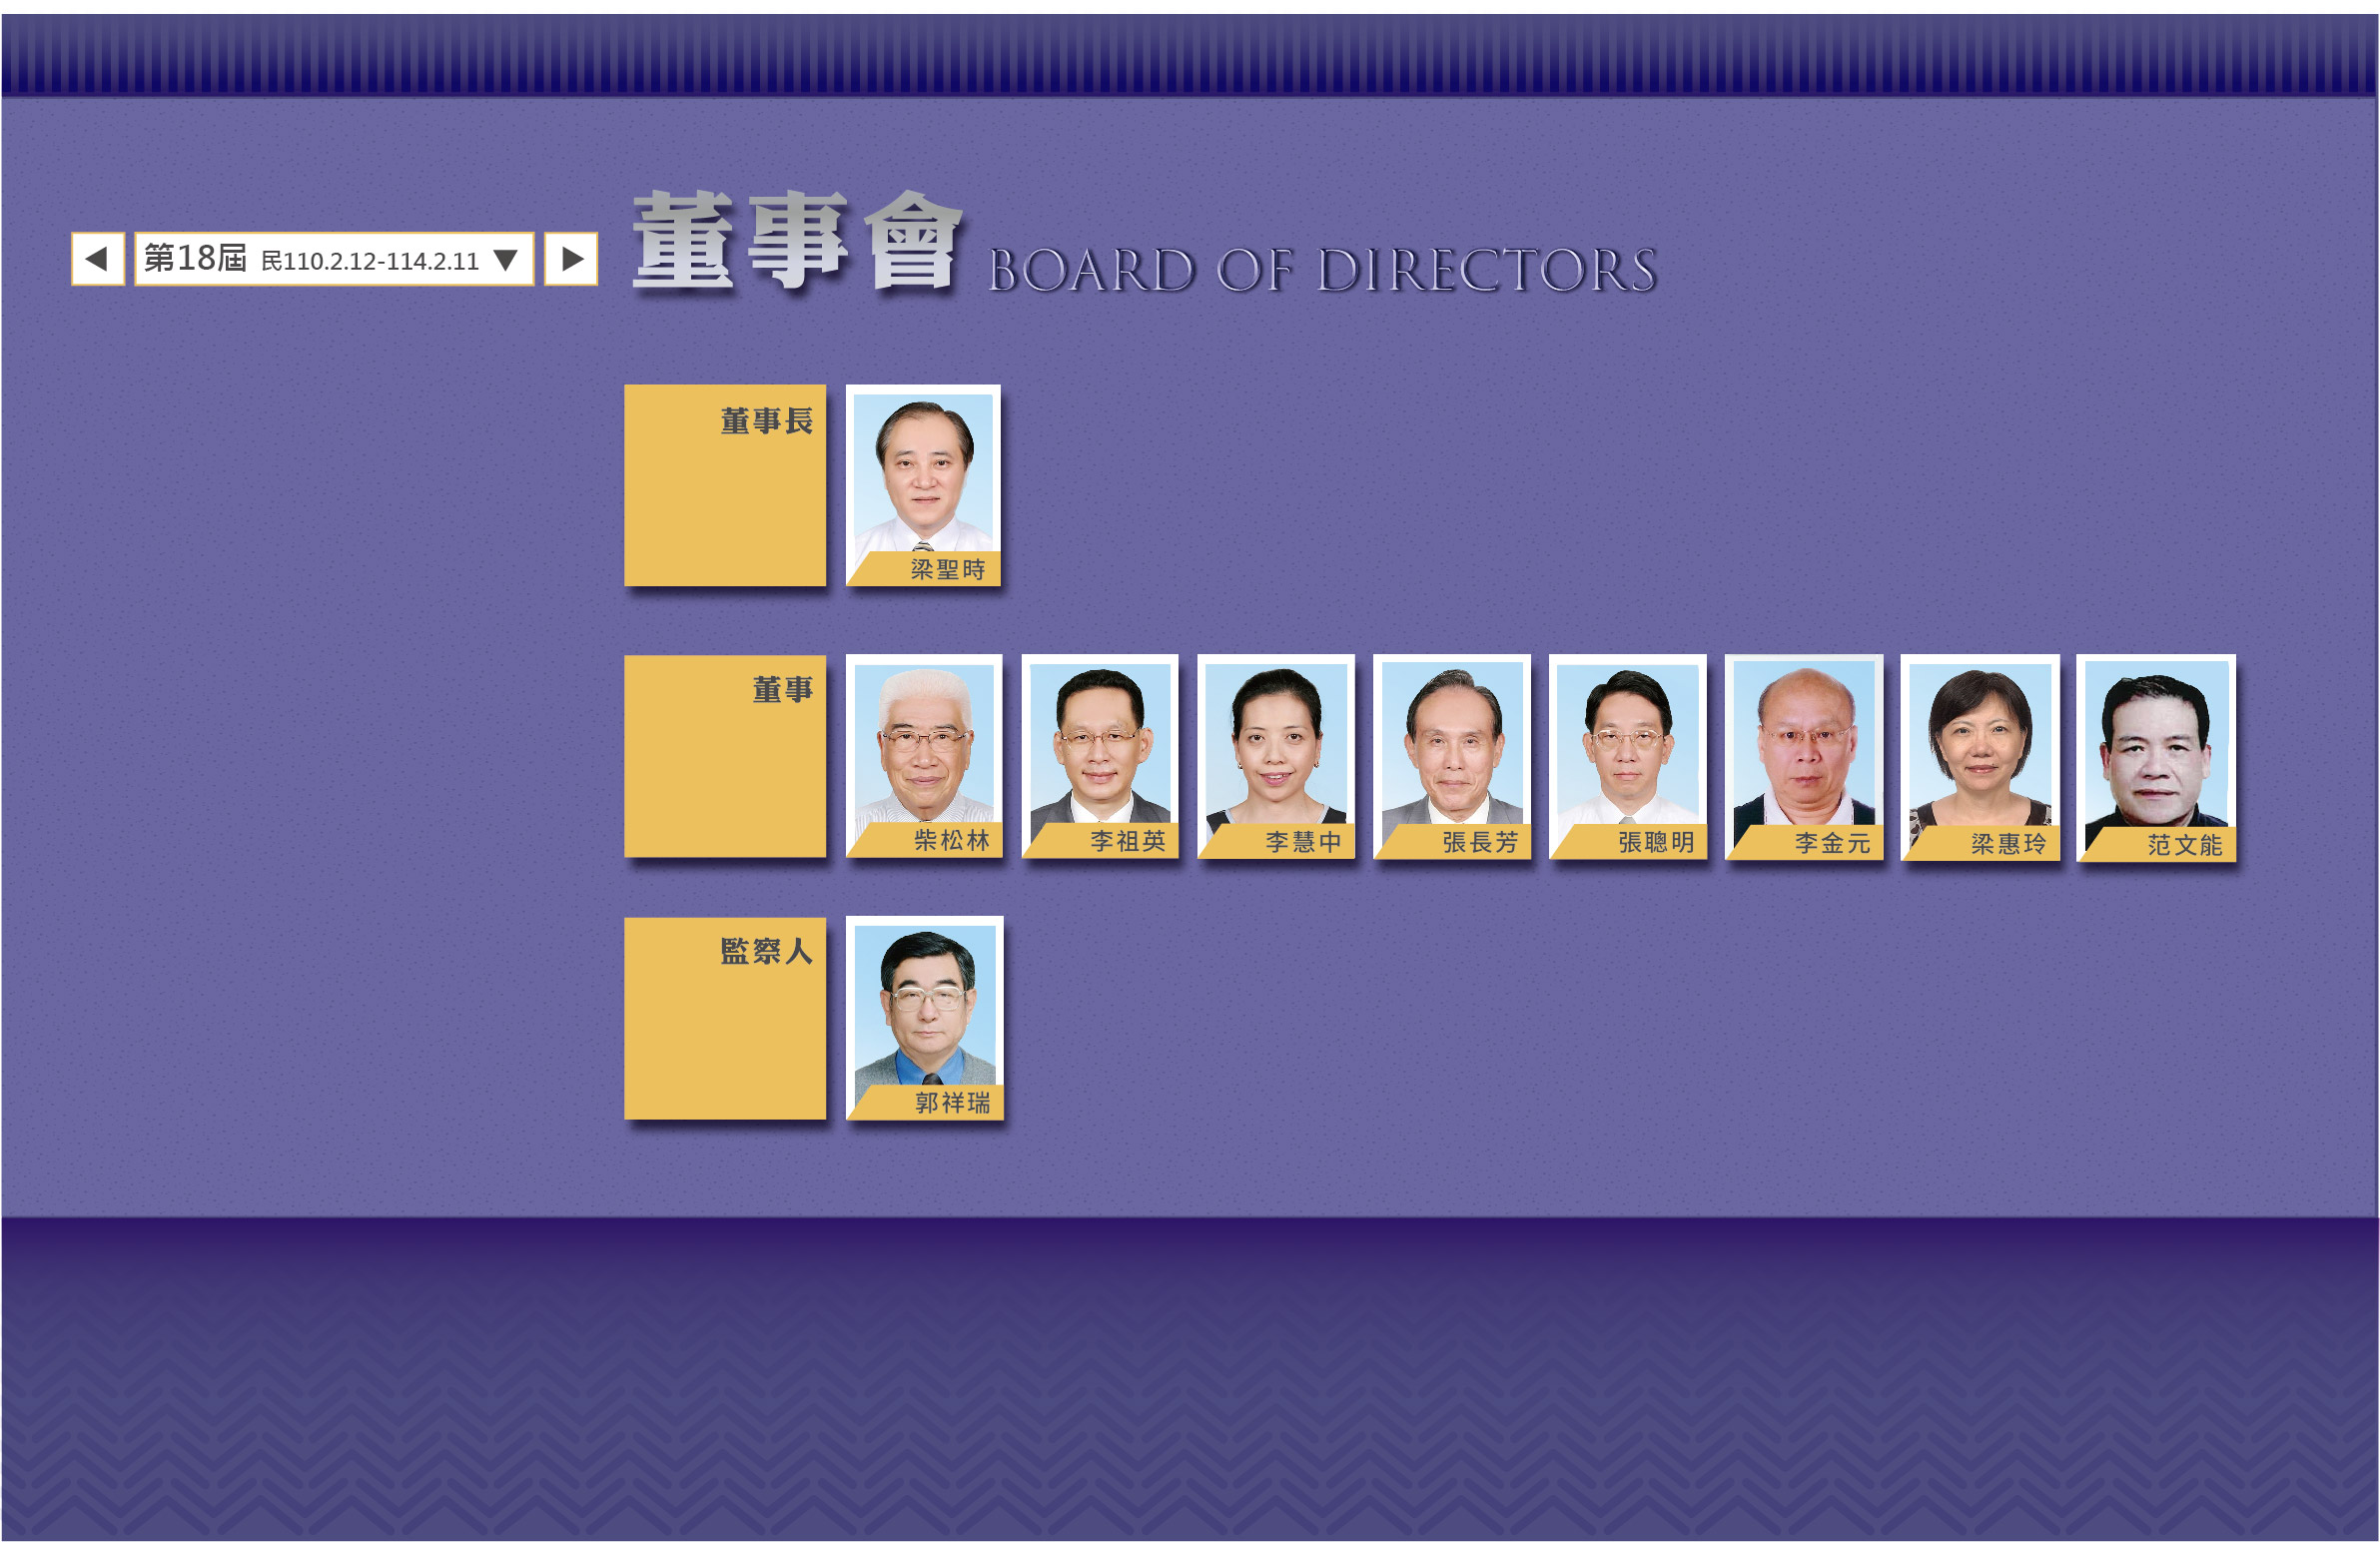 董事會 BOARD OF DIRECTORS
第18屆 民110.2.12-114.2.11
董事長
梁聖時
董事
柴松林
李祖英
李慧中
張長芳
張聰明
李金元
梁惠玲
范文能
監察人
郭祥瑞